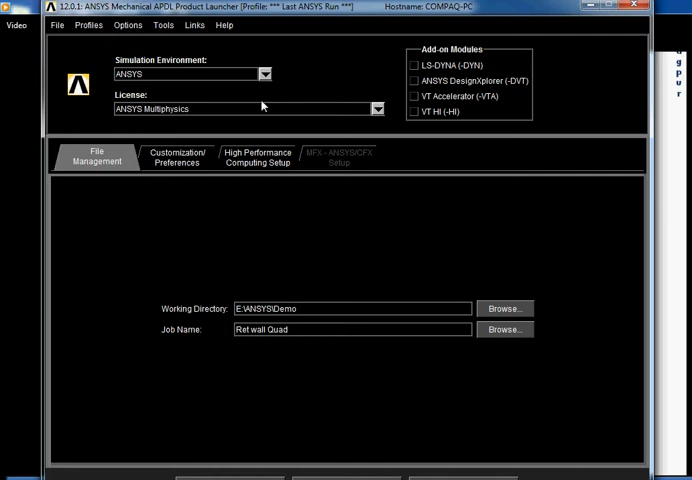 12.0.1: ANSYS Mechanical APDL Product Launcher [Profile: *** Last ANSYS Run ***] Hostname: COMPAQ-PC
Video
File Profiles Options Tools Links Help
Simulation Environment:
ANSYS
License:
ANSYS Multiphysics
Add-on Modules
LS-DYNA (-DYN)
ANSYS DesignXplorer (-DVT)
VT Accelerator (-VTA)
VT HI (-HI)
File
Management
Customization/
Preferences
High Performance
Computing Setup
MFX - ANSYS/CFX
Setup
Working Directory: E:\ANSYS\Demo Browse...
Job Name: Ret wall Quad Browse...